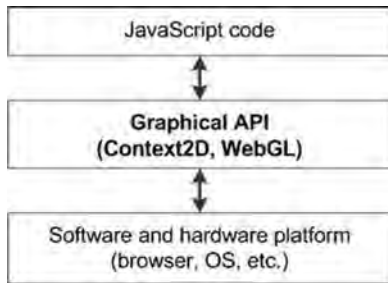 JavaScript code
Graphical API
(Context2D, WebGL)
Software and hardware platform
(browser, OS, etc.)